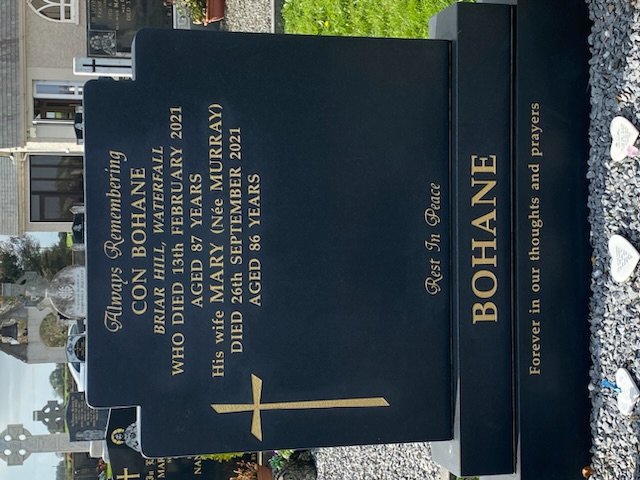 Always Remembering
CON BOHANE
BRIAR HILL, WATERFALL
WHO DIED 13th FEBRUARY 2021
AGED 87 YEARS
His wife MARY (Née MURRAY)
DIED 26th SEPTEMBER 2021
AGED 86 YEARS
Rest In Peace
BOHANE
Forever in our thoughts and prayers